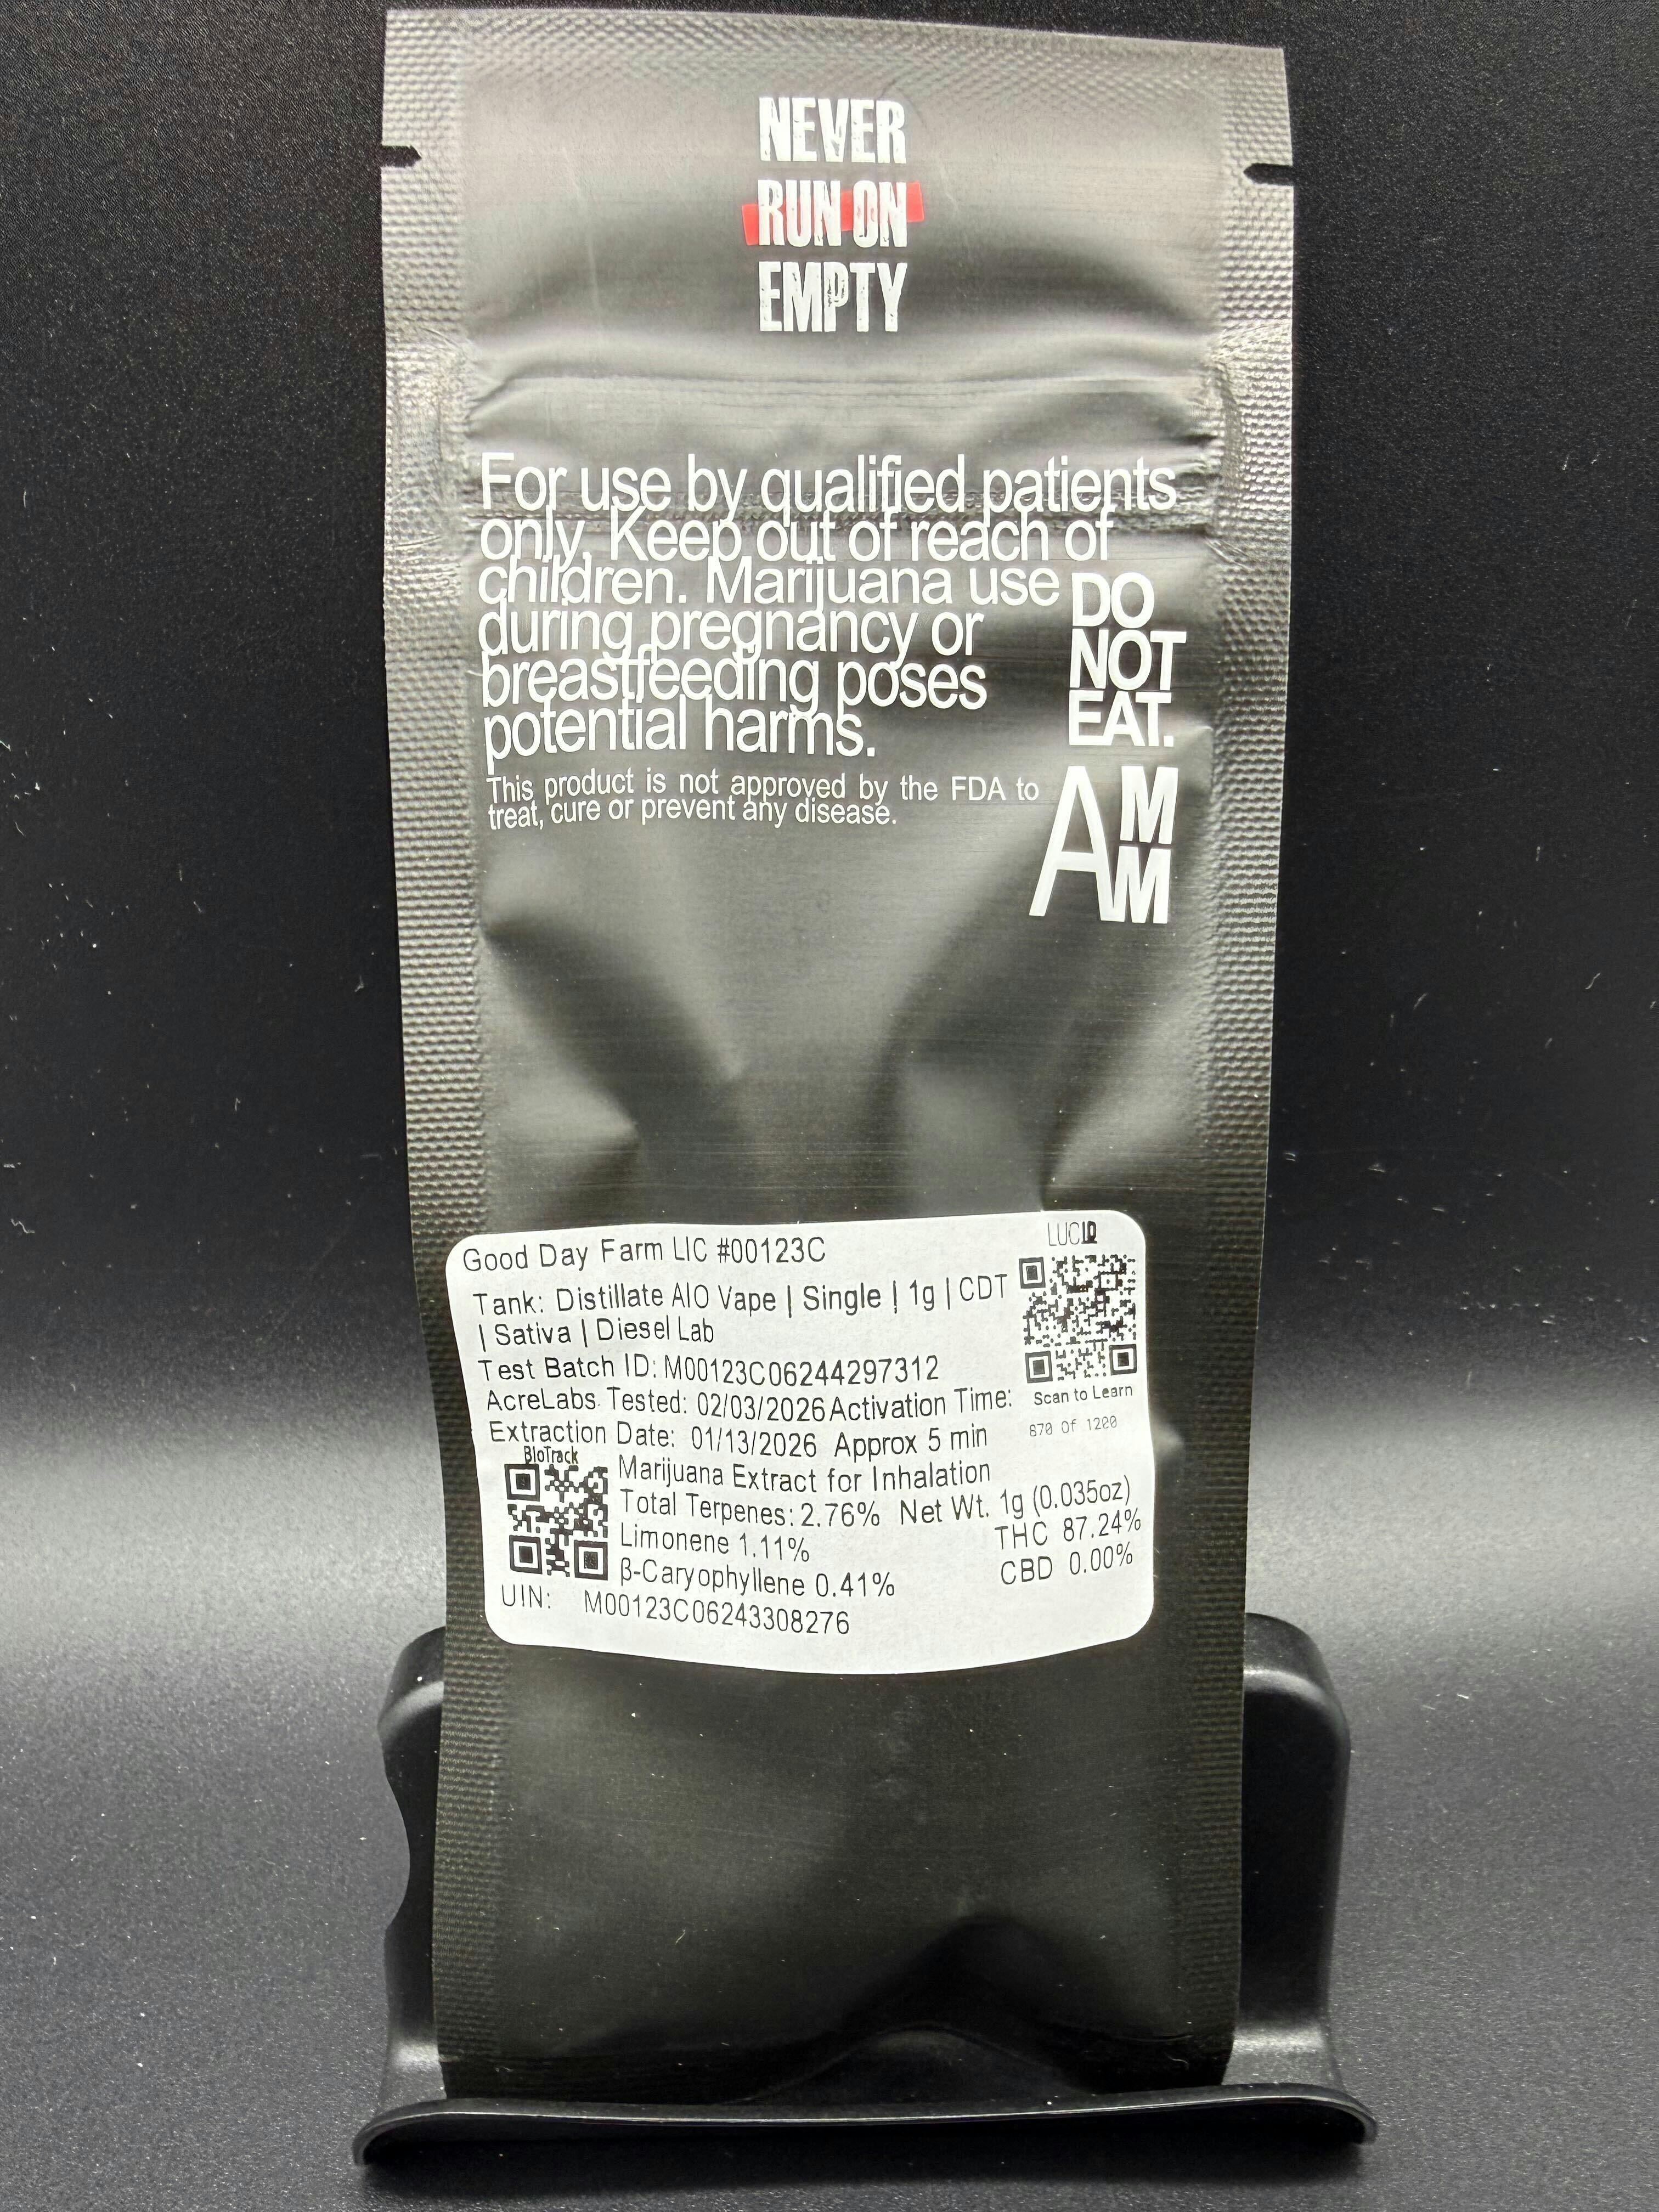 NEVER
RUN ON
EMPTY
For use by qualified patients
only. Keep out of reach of
children. Marijuana use
during pregnancy or
breastfeeding poses
potential harms.
DO
NOT
EAT.
This product is not approved by the FDA to
treat, cure or prevent any disease.
A M
M
Good Day Farm LIC #00123C
LUCID
Tank: Distillate AIO Vape | Single | 1g | CDT
| Sativa | Diesel Lab
Test Batch ID: M00123C06244297312
AcreLabs Tested: 02/03/2026 Activation Time:
Scan to Learn
Extraction Date: 01/13/2026 Approx 5 min
870 Of 1200
BioTrack
Marijuana Extract for Inhalation
Total Terpenes: 2.76% Net Wt. 1g (0.035oz)
Limonene 1.11%
THC 87.24%
β-Caryophyllene 0.41%
CBD 0.00%
UIN: M00123C06243308276